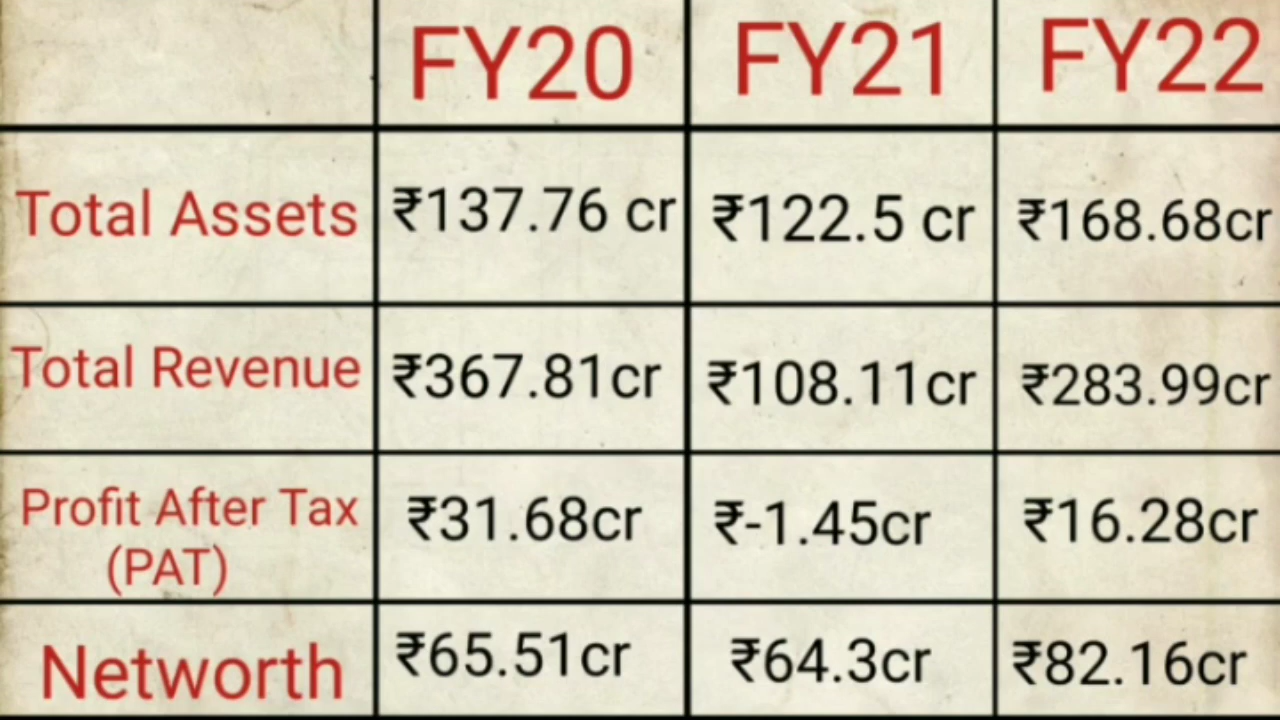 FY20 FY21 FY22
Total Assets ₹137.76 cr ₹122.5 cr ₹168.68cr
Total Revenue ₹367.81cr ₹108.11cr ₹283.99cr
Profit After Tax
(PAT) ₹31.68cr ₹-1.45cr ₹16.28cr
Networth ₹65.51cr ₹64.3cr ₹82.16cr